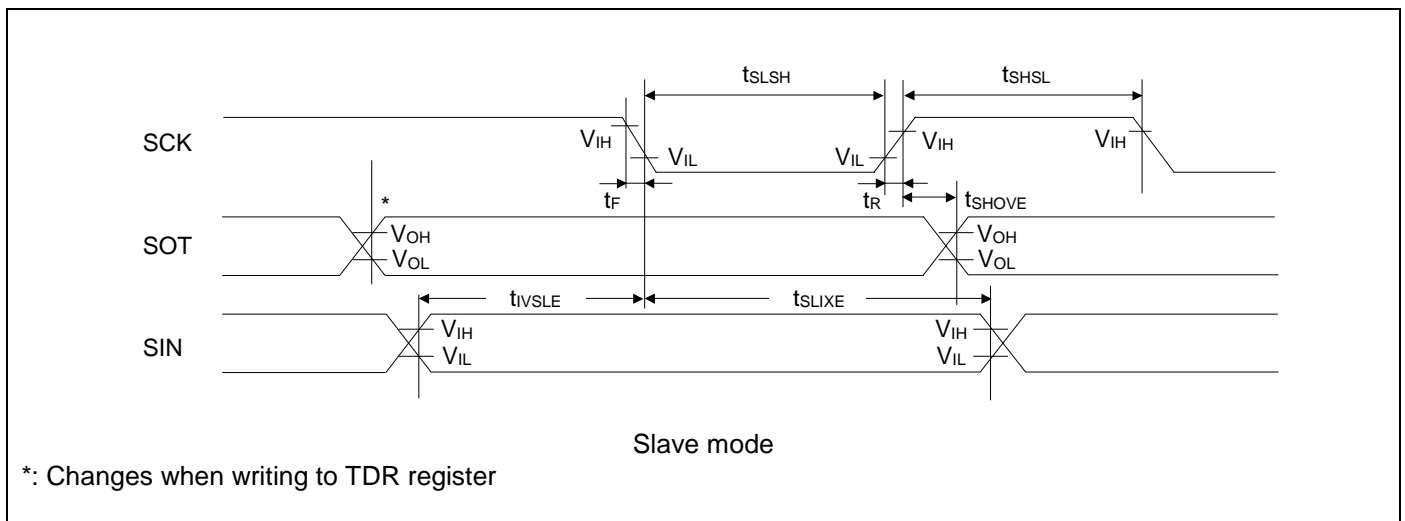 tSLSH tSHSL
SCK VIH VIL VIL VIH VIH
tF tR tSHOVE
*
SOT VOH VOH
VOL VOL
tIVSLE tSLIXE
VIH VIH
SIN VIL VIL
Slave mode
*: Changes when writing to TDR register